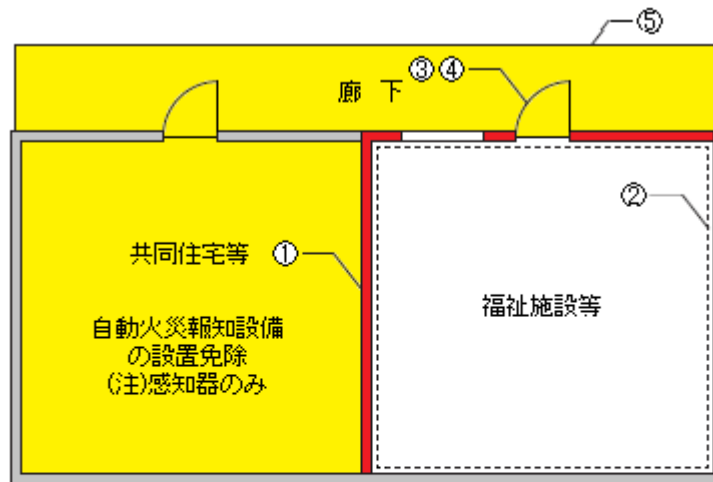 ⑤
廊 下
③④
共同住宅等
①
②
福祉施設等
自動火災報知設備
の設置免除
(注)感知器のみ